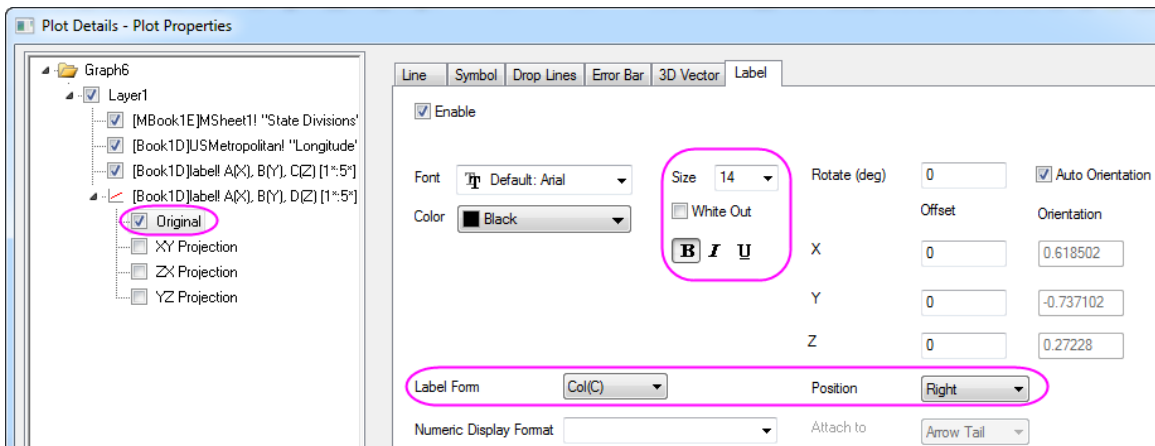 Plot Details - Plot Properties
Graph6
Layer1
[MBook1E]MSheet1! "State Divisions"
[Book1D]USMetropolitan! "Longitude"
[Book1D]label! A(X), B(Y), C(Z) [1*:5*]
[Book1D]label! A(X), B(Y), D(Z) [1*:5*]
Original
XY Projection
ZX Projection
YZ Projection
Line Symbol Drop Lines Error Bar 3D Vector Label
Enable
Font Default: Arial Size 14 Rotate (deg) 0 Auto Orientation
Color Black White Out Offset Orientation
B I U X 0 0.618502
Y 0 -0.737102
Z 0 0.27228
Label Form Col(C) Position Right
Numeric Display Format Attach to Arrow Tail